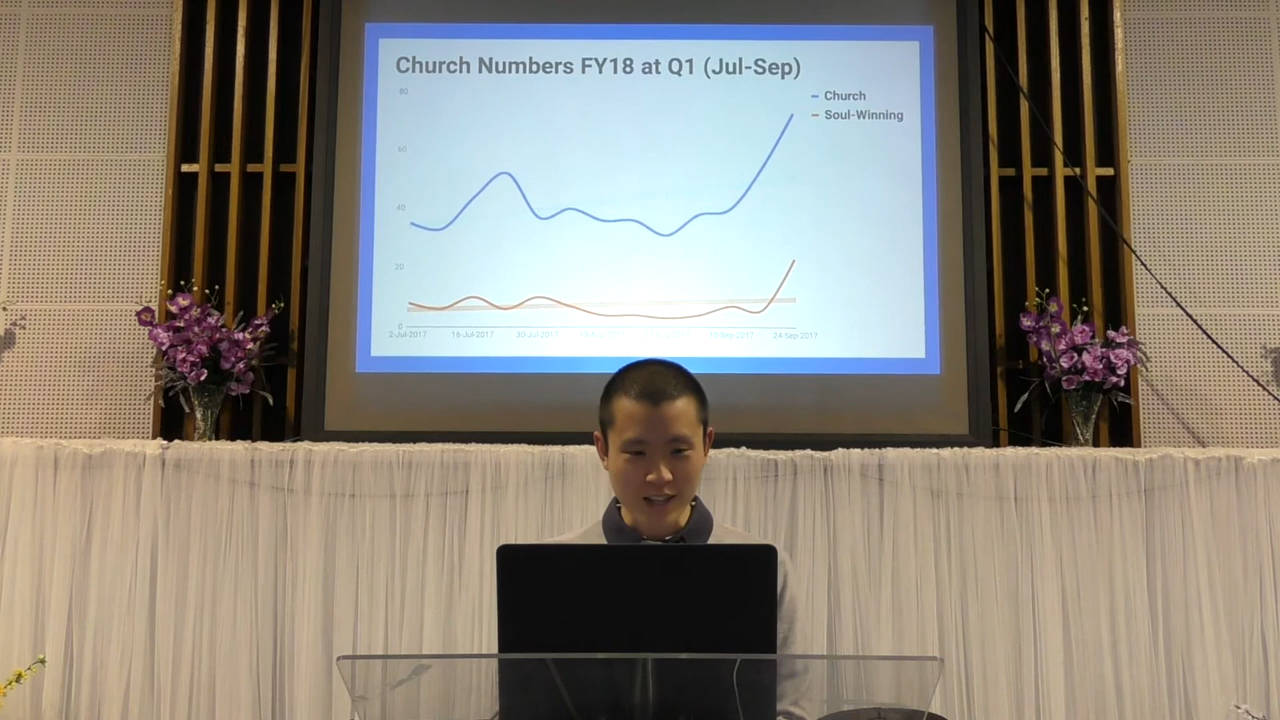 Church Numbers FY18 at Q1 (Jul-Sep)
80
Church
Soul-Winning
60
40
20
0
2-Jul-2017 16-Jul-2017 30-Jul-2017 10-Sep-2017 24-Sep-2017